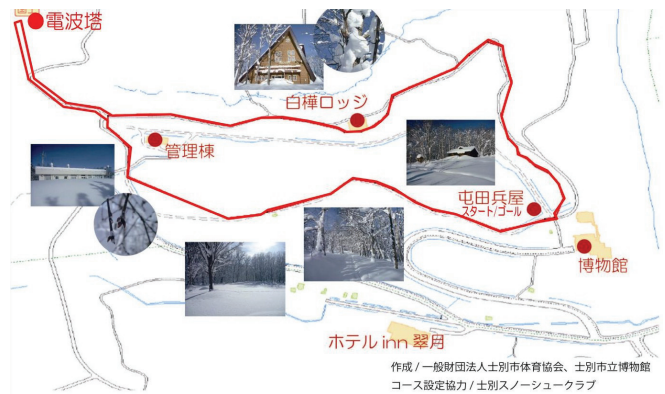 電波塔
白樺ロッジ
管理棟
屯田兵屋
スタート/ゴール
博物館
ホテル inn 翠月
作成 / 一般財団法人士別市体育協会、士別市立博物館
コース設定協力 / 士別スノーシュークラブ